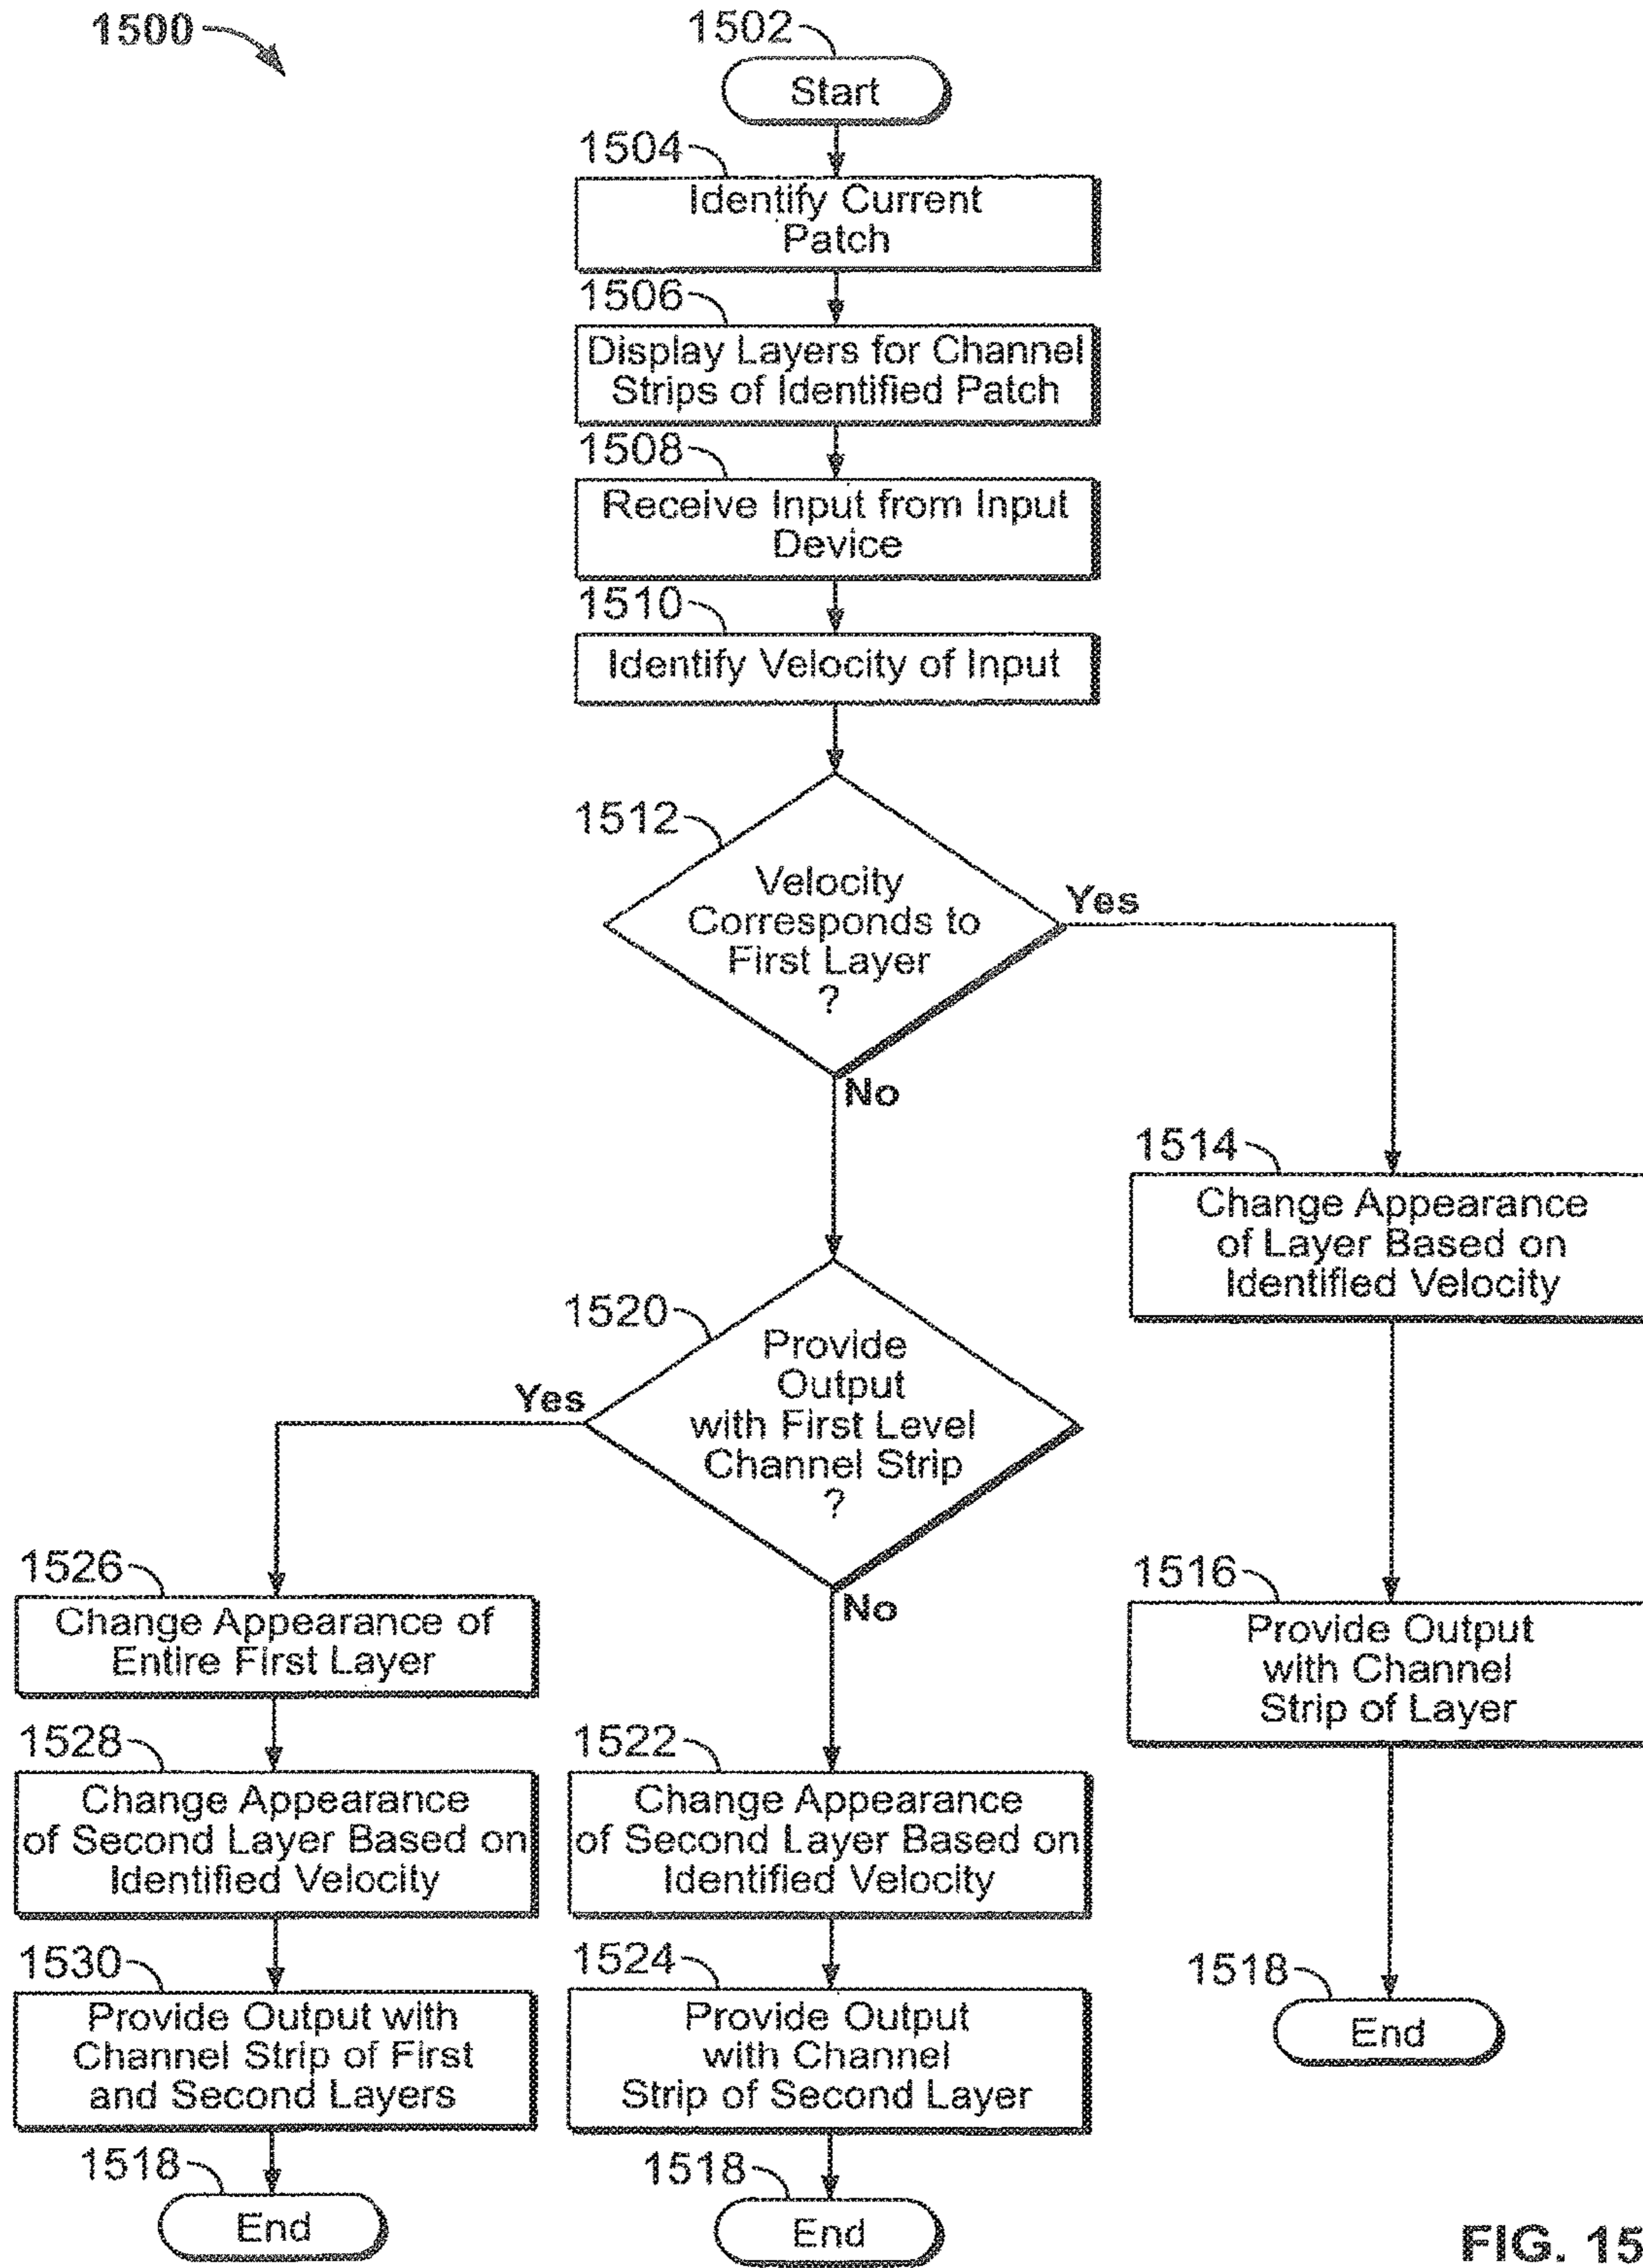 1500
1502
Start
1504
Identify Current
Patch
1506
Display Layers for Channel
Strips of Identified Patch
1508
Receive Input from Input
Device
1510
Identify Velocity of Input
1512
Velocity
Corresponds to
First Layer
?
Yes
No
1514
Change Appearance
of Layer Based on
Identified Velocity
1516
Provide Output
with Channel
Strip of Layer
1518
End
1520
Provide
Output
with First Level
Channel Strip
?
Yes
No
1526
Change Appearance of
Entire First Layer
1528
Change Appearance
of Second Layer Based on
Identified Velocity
1530
Provide Output with
Channel Strip of First
and Second Layers
1518
End
1522
Change Appearance
of Second Layer Based on
Identified Velocity
1524
Provide Output
with Channel
Strip of Second Layer
1518
End
FIG. 15